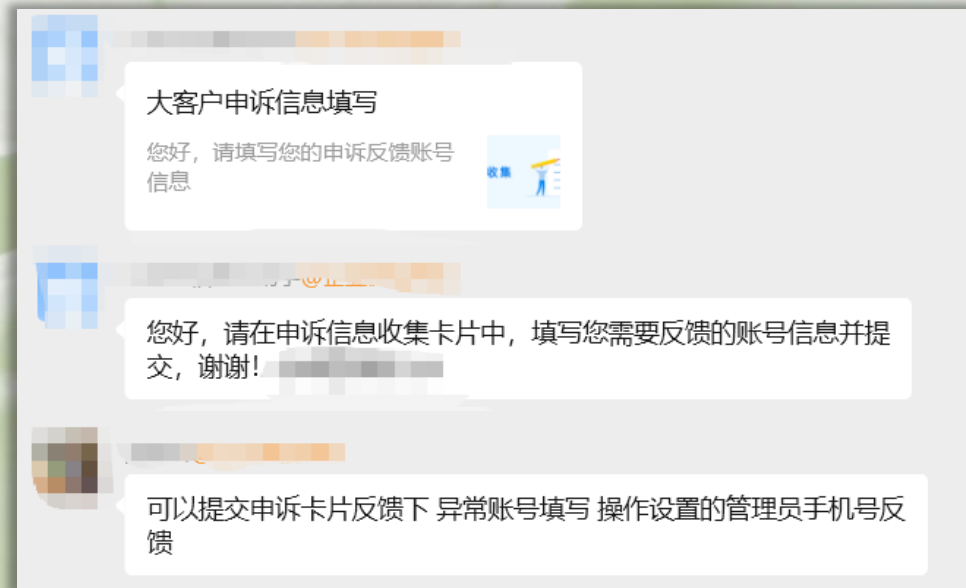 大客户申诉信息填写
您好，请填写您的申诉反馈账号
信息
收集
您好，请在申诉信息收集卡片中，填写您需要反馈的账号信息并提
交，谢谢！
可以提交申诉卡片反馈下 异常账号填写 操作设置的管理员手机号反
馈